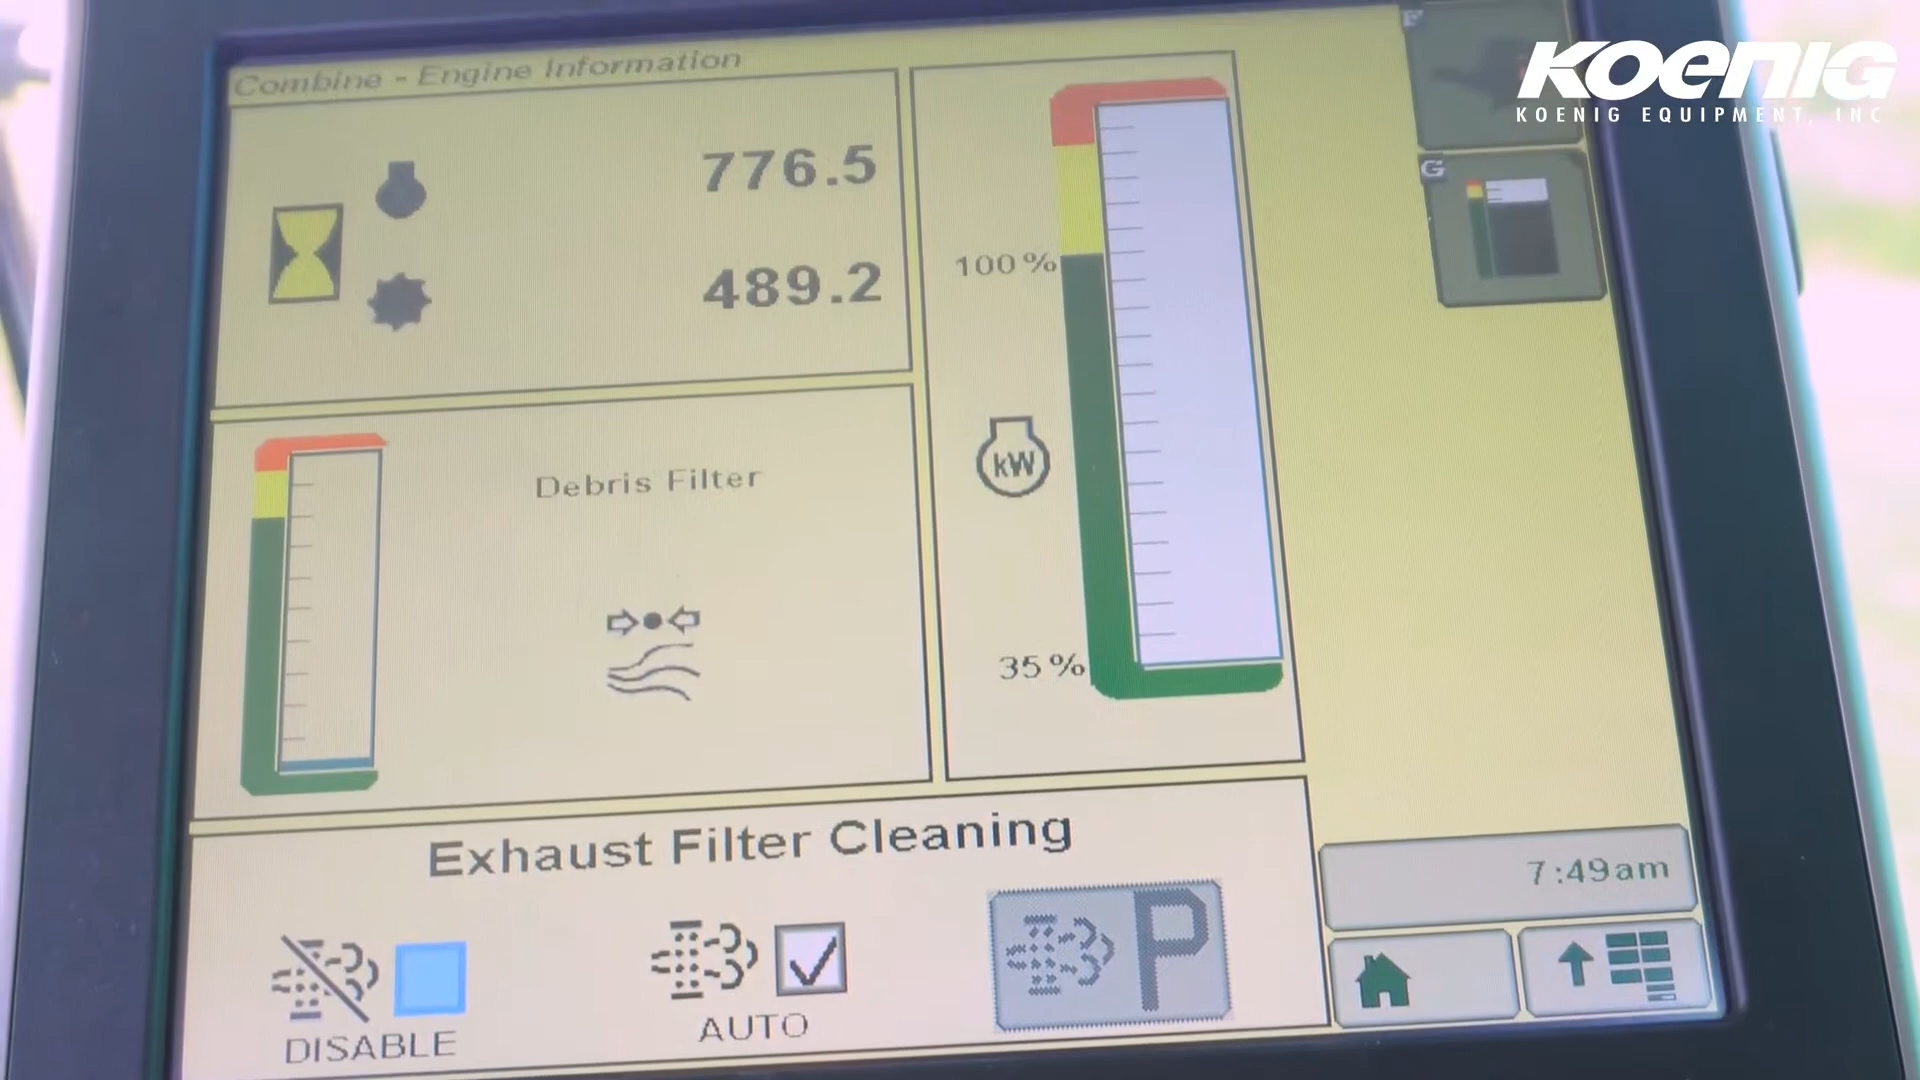 KOENIG
KOENIG EQUIPMENT, INC
Combine - Engine Information
776.5
489.2
Debris Filter
100%
kW
35%
F
G
Exhaust Filter Cleaning
DISABLE
AUTO
P
7:49am